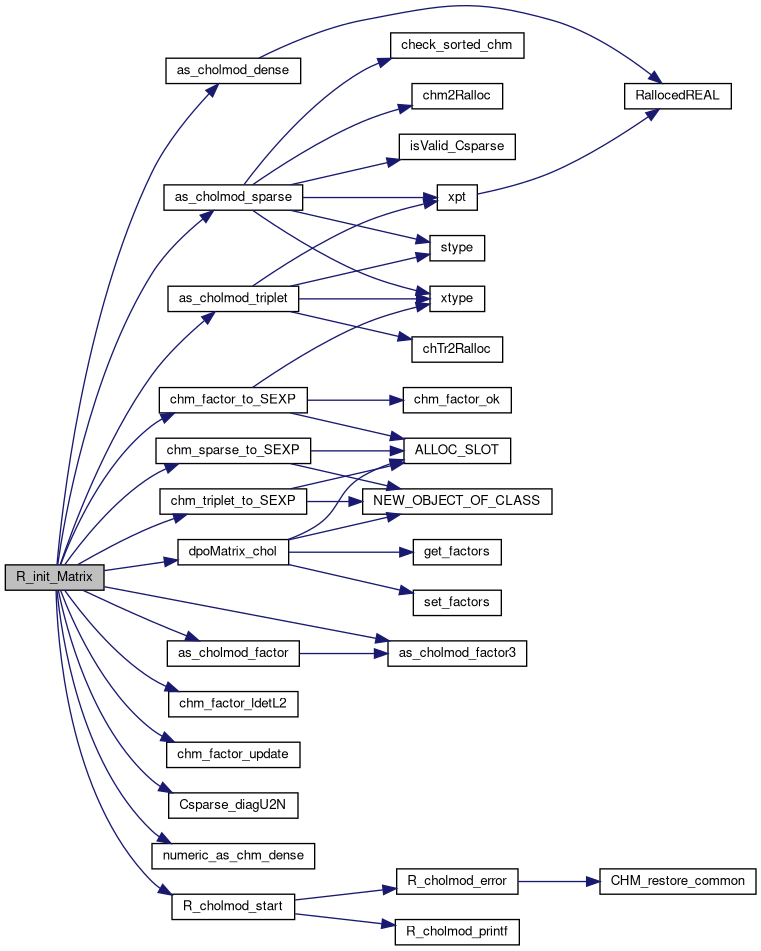 as_cholmod_dense
check_sorted_chm
chm2Ralloc
RallocedREAL
isValid_Csparse
as_cholmod_sparse
xpt
stype
as_cholmod_triplet
xtype
chTr2Ralloc
chm_factor_to_SEXP
chm_factor_ok
chm_sparse_to_SEXP
ALLOC_SLOT
chm_triplet_to_SEXP
NEW_OBJECT_OF_CLASS
dpoMatrix_chol
get_factors
R_init_Matrix
set_factors
as_cholmod_factor
as_cholmod_factor3
chm_factor_ldetL2
chm_factor_update
Csparse_diagU2N
numeric_as_chm_dense
R_cholmod_start
R_cholmod_error
CHM_restore_common
R_cholmod_printf